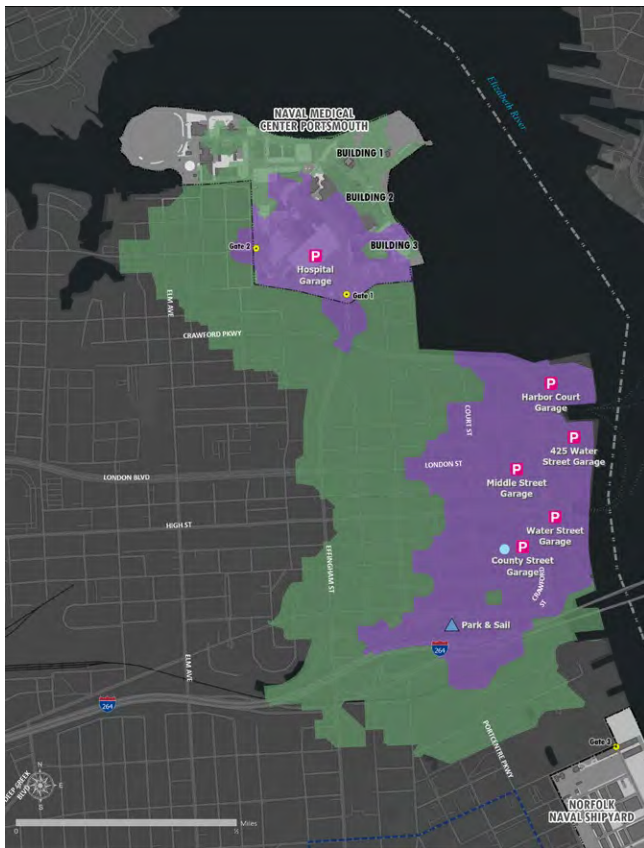 Elizabeth River
NAVAL MEDICAL
CENTER PORTSMOUTH
BUILDING 1
BUILDING 2
BUILDING 3
Gate 2
P
Hospital
Garage
Gate 1
ELM AVE
CRAWFORD PKWY
P
Harbor Court
Garage
COURT ST
P
425 Water
Street Garage
LONDON BLVD
LONDON ST
P
Middle Street
Garage
HIGH ST
P
Water Street
Garage
EFFINGHAM ST
P
County Street
Garage
CRAWFORD
ST
Park & Sail
264
ELM AVE
264
PORTCENTRE PKWY
Gate 3
DEEP CREEK
BLVD
N
W
E
S
Miles
NORFOLK
NAVAL SHIPYARD